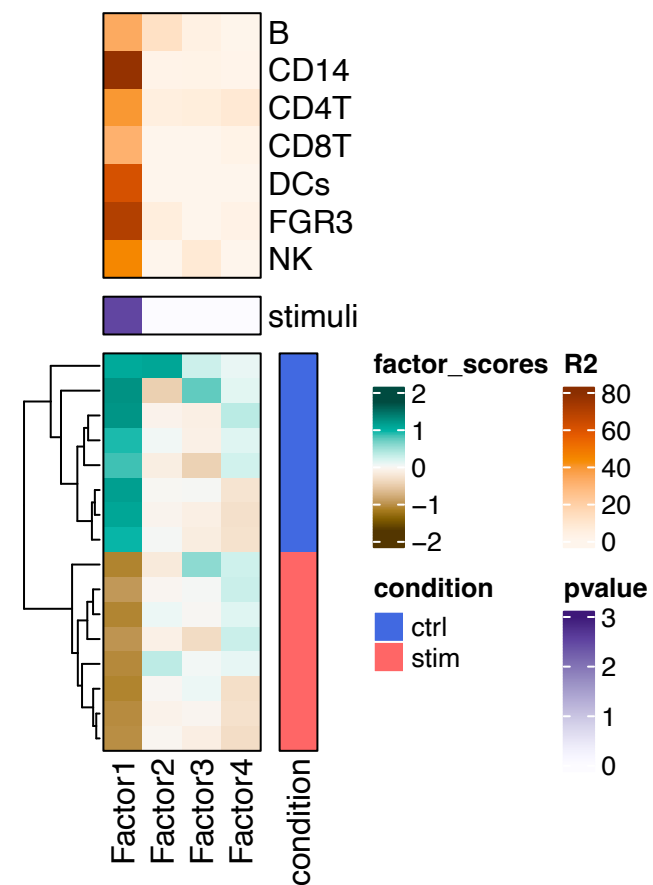 B
CD14
CD4T
CD8T
DCs
FGR3
NK
stimuli
factor_scores
2
1
0
−1
−2
R2
80
60
40
20
0
condition
ctrl
stim
pvalue
3
2
1
0
Factor1
Factor2
Factor3
Factor4
condition